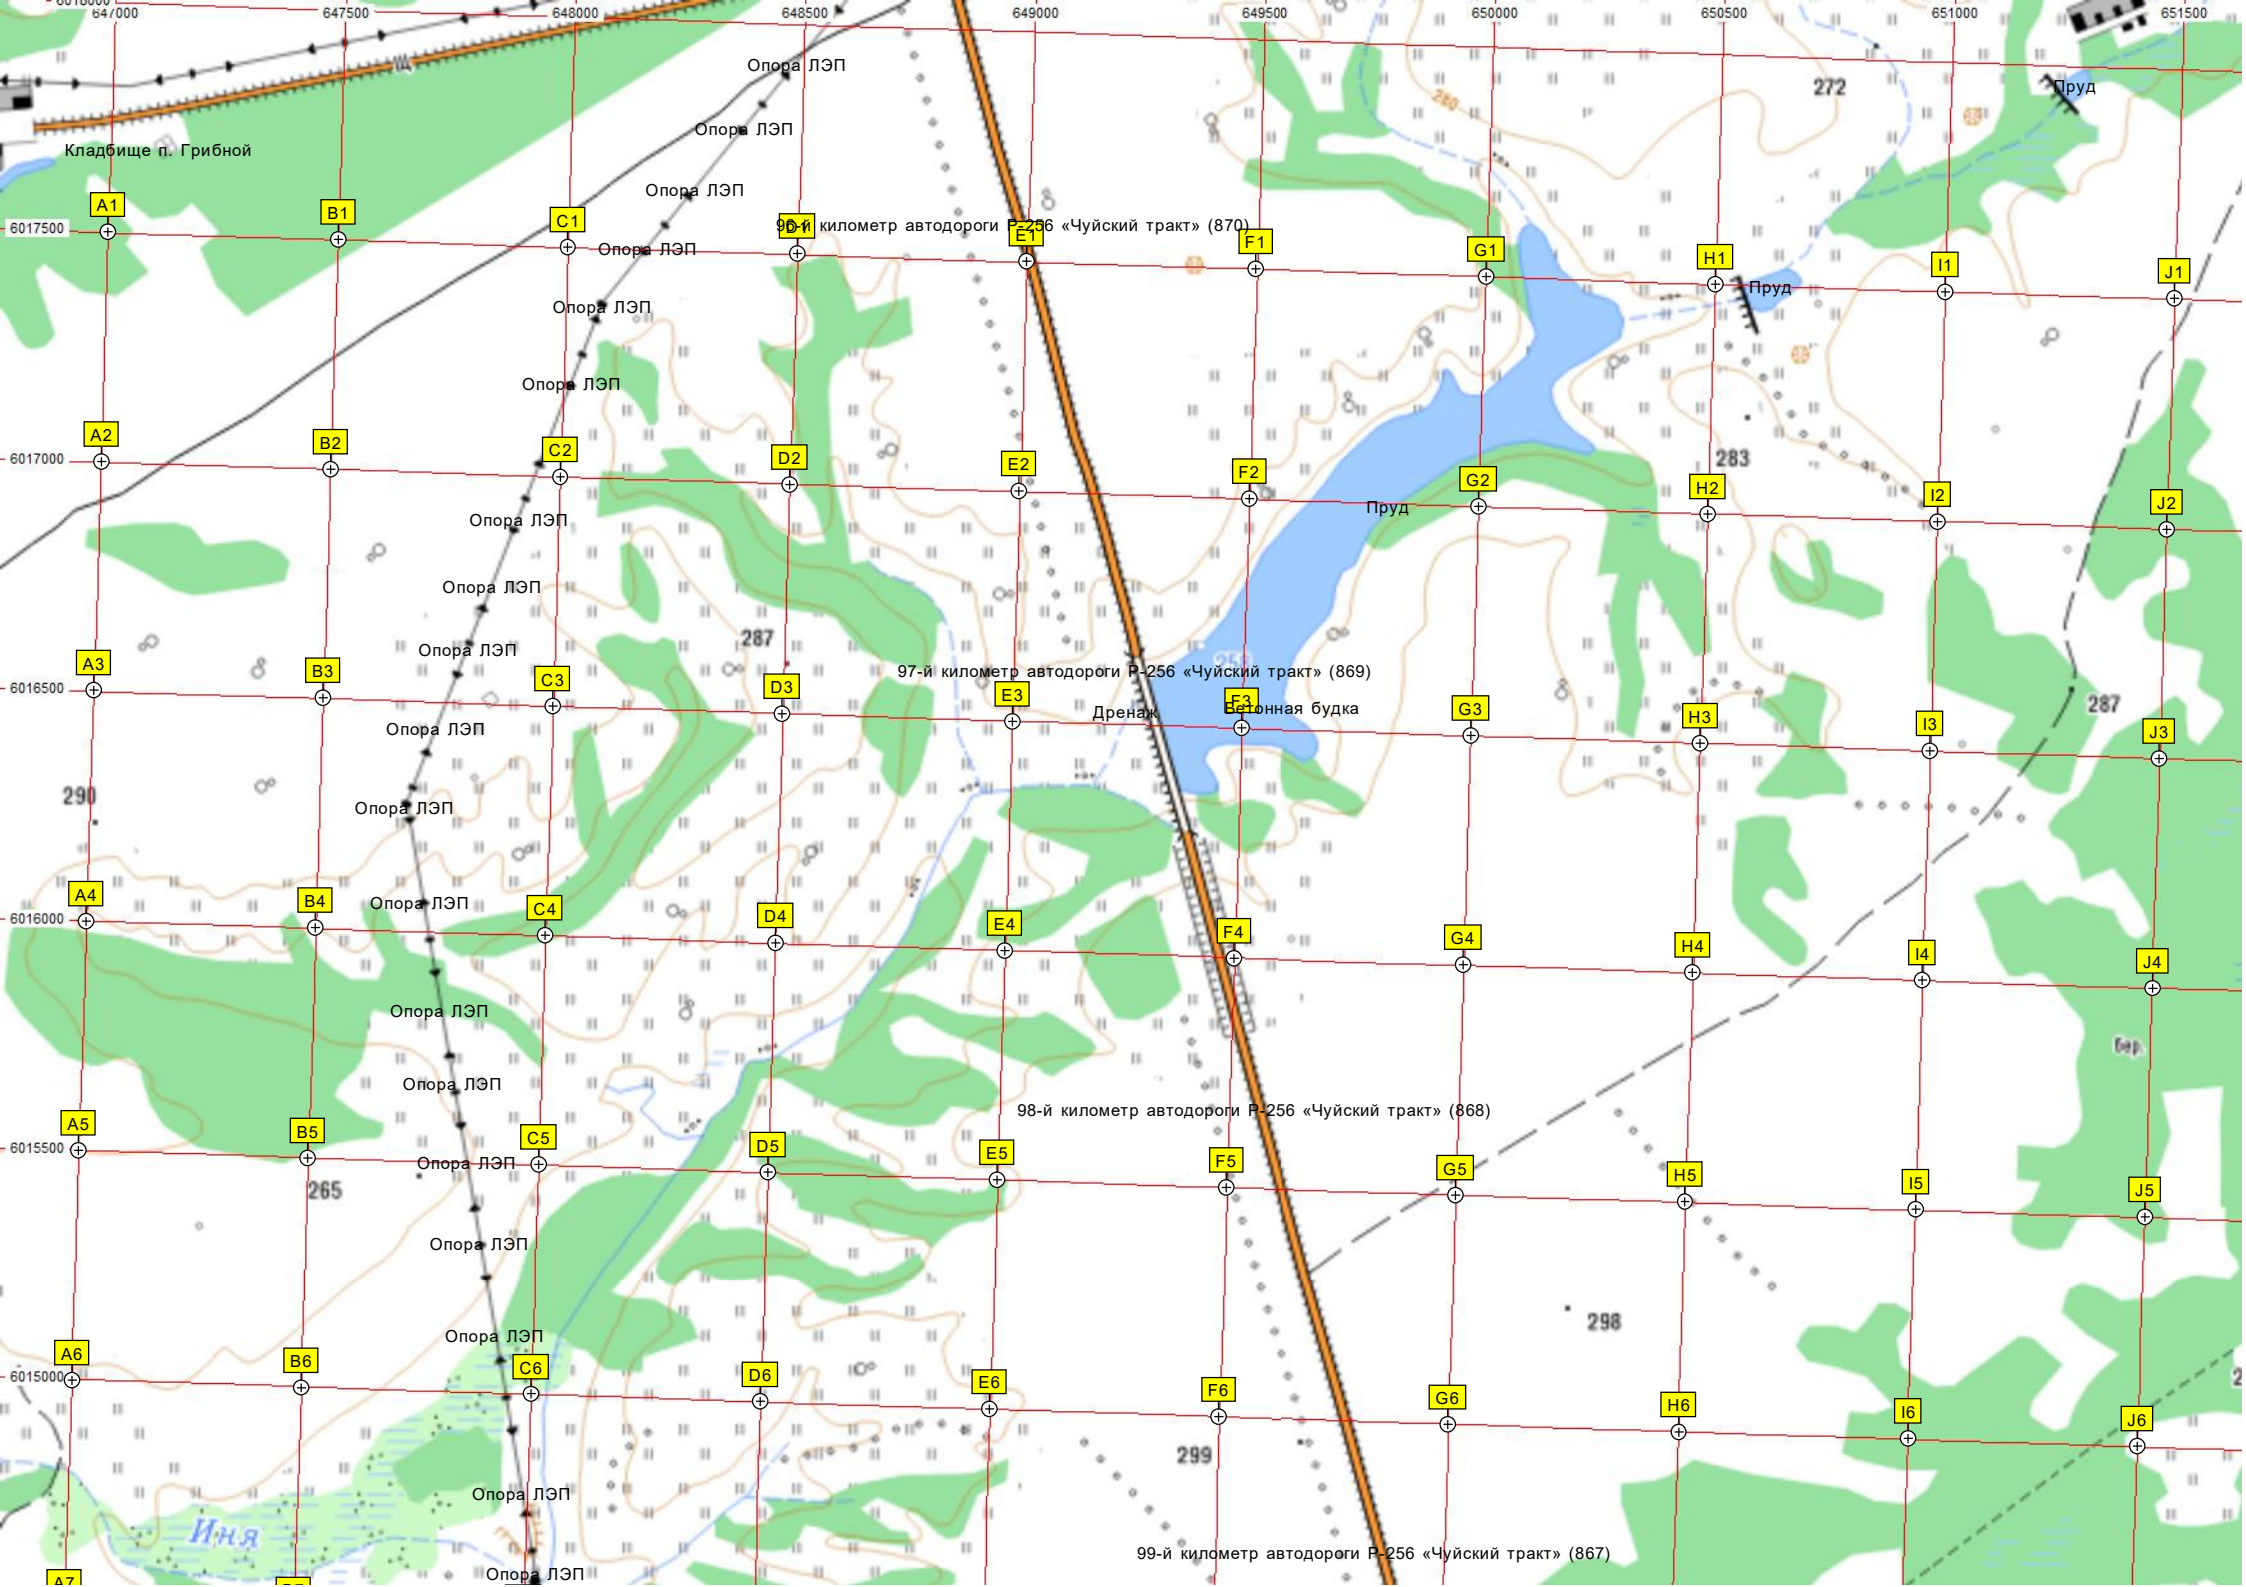 6018000
647000 647500 648000 648500 649000 649500 650000 650500 651000 651500
Щ
Опора ЛЭП
272
Пруд
280
Опора ЛЭП
Кладбище п. Грибной
Опора ЛЭП
A1 B1 C1 D1 E1 F1 G1 H1 I1 J1
96-й километр автодороги Р-256 «Чуйский тракт» (870)
6017500
Опора ЛЭП
Пруд
Опора ЛЭП
Опора ЛЭП
A2 B2 C2 D2 E2 F2 G2 H2 I2 J2
6017000
283
Пруд
Опора ЛЭП
Опора ЛЭП
287
Опора ЛЭП
A3 B3 C3 D3 E3 F3 G3 H3 I3 J3
97-й километр автодороги Р-256 «Чуйский тракт» (869)
6016500
287
Дренаж
Бетонная будка
Опора ЛЭП
290
Опора ЛЭП
A4 B4 C4 D4 E4 F4 G4 H4 I4 J4
Опора ЛЭП
6016000
Опора ЛЭП
бер.
Опора ЛЭП
98-й километр автодороги Р-256 «Чуйский тракт» (868)
A5 B5 C5 D5 E5 F5 G5 H5 I5 J5
6015500
Опора ЛЭП
265
Опора ЛЭП
298
Опора ЛЭП
A6 B6 C6 D6 E6 F6 G6 H6 I6 J6
6015000
299
Опора ЛЭП
Иня
99-й километр автодороги Р-256 «Чуйский тракт» (867)
Опора ЛЭП
A7